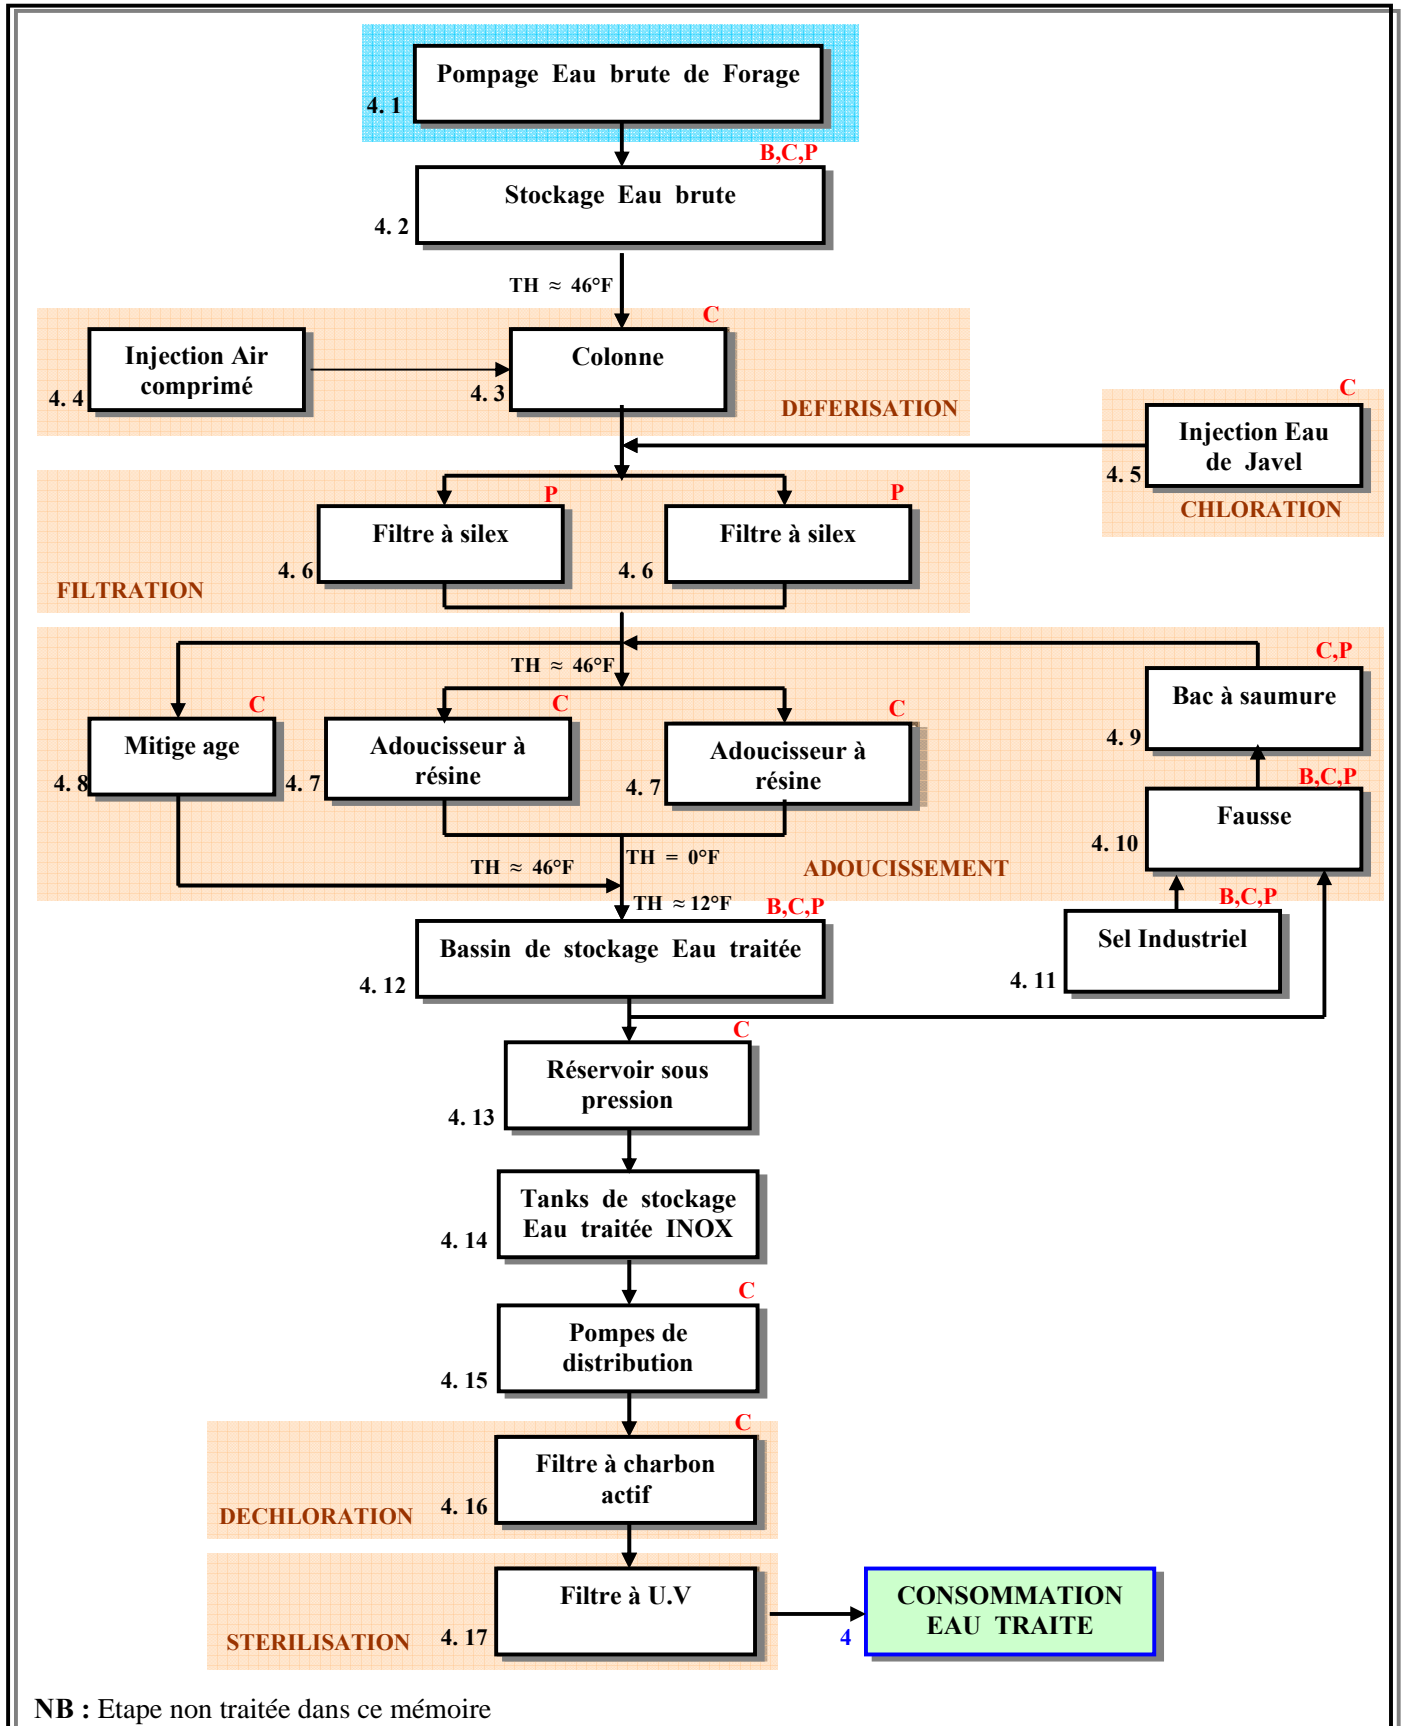 Pompage Eau brute de Forage
4. 1
B,C,P
Stockage Eau brute
4. 2
TH ≈ 46°F
C
Injection Air
comprimé
4. 4
Colonne
4. 3
DEFERISATION
C
Injection Eau
de Javel
4. 5
CHLORATION
P
Filtre à silex
4. 6
P
Filtre à silex
4. 6
FILTRATION
TH ≈ 46°F
C,P
Bac à saumure
4. 9
C
Mitige age
4. 8
C
Adoucisseur à
résine
4. 7
C
Adoucisseur à
résine
4. 7
B,C,P
Fausse
4. 10
TH ≈ 46°F
TH = 0°F
ADOUCISSEMENT
TH ≈ 12°F
B,C,P
Bassin de stockage Eau traitée
4. 12
B,C,P
Sel Industriel
4. 11
C
Réservoir sous
pression
4. 13
Tanks de stockage
Eau traitée INOX
4. 14
C
Pompes de
distribution
4. 15
C
Filtre à charbon
actif
4. 16
DECHLORATION
Filtre à U.V
4. 17
STERILISATION
CONSOMMATION
EAU TRAITE
4
NB : Etape non traitée dans ce mémoire